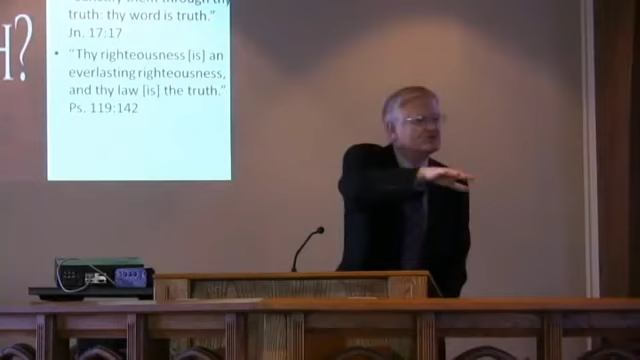 truth: thy word is truth."
Jn. 17:17
• "Thy righteousness [is] an
everlasting righteousness,
and thy law [is] the truth."
Ps. 119:142
H?